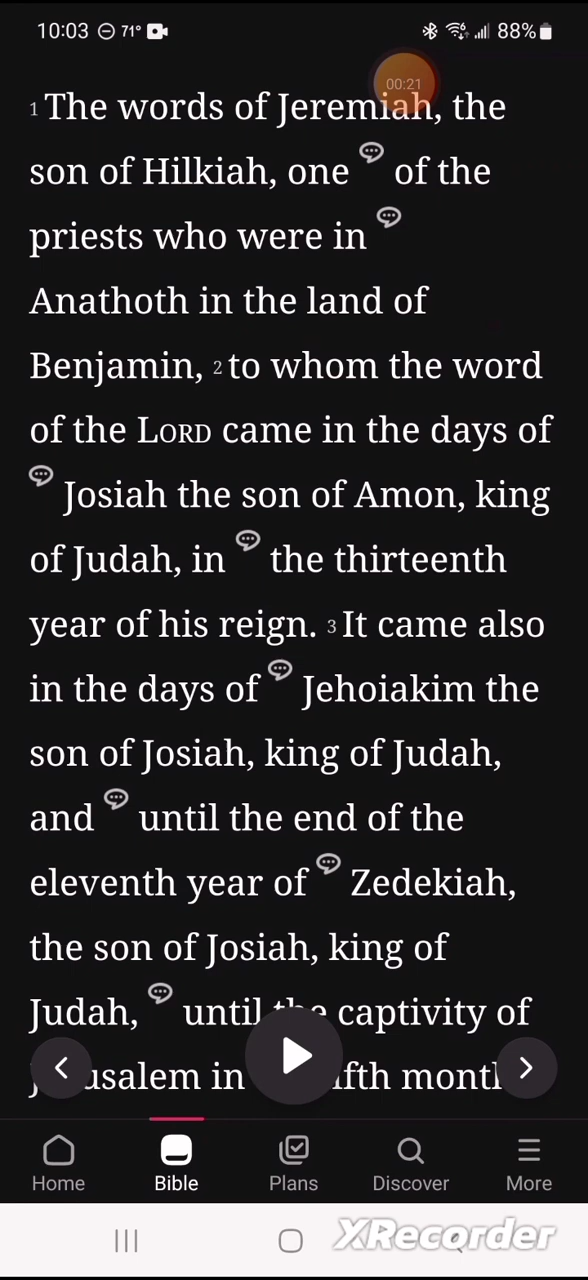 10:03 71° 88%
00:21
1 The words of Jeremiah, the
son of Hilkiah, one of the
priests who were in
Anathoth in the land of
Benjamin, 2 to whom the word
of the LORD came in the days of
Josiah the son of Amon, king
of Judah, in the thirteenth
year of his reign. 3 It came also
in the days of Jehoiakim the
son of Josiah, king of Judah,
and until the end of the
eleventh year of Zedekiah,
the son of Josiah, king of
Judah, until the captivity of
in
Home Bible Plans Discover More
XRecorder